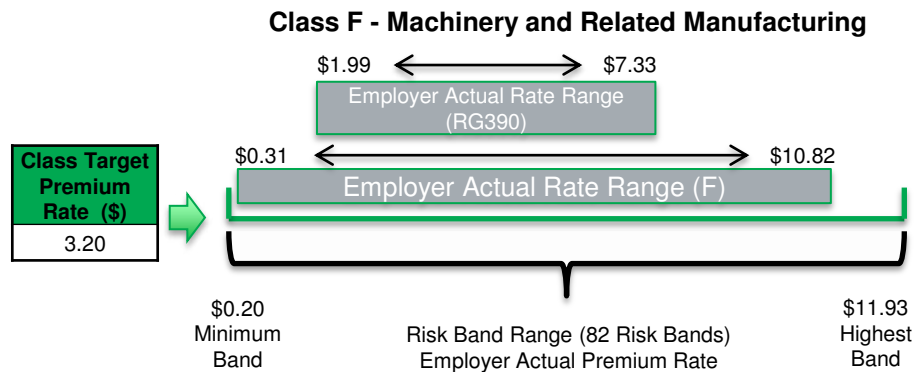 Class F - Machinery and Related Manufacturing
$1.99 $7.33
Employer Actual Rate Range
(RG390)
$0.31 $10.82
Employer Actual Rate Range (F)
Class Target
Premium
Rate ($)
3.20
$0.20
Minimum
Band
Risk Band Range (82 Risk Bands)
Employer Actual Premium Rate
$11.93
Highest
Band